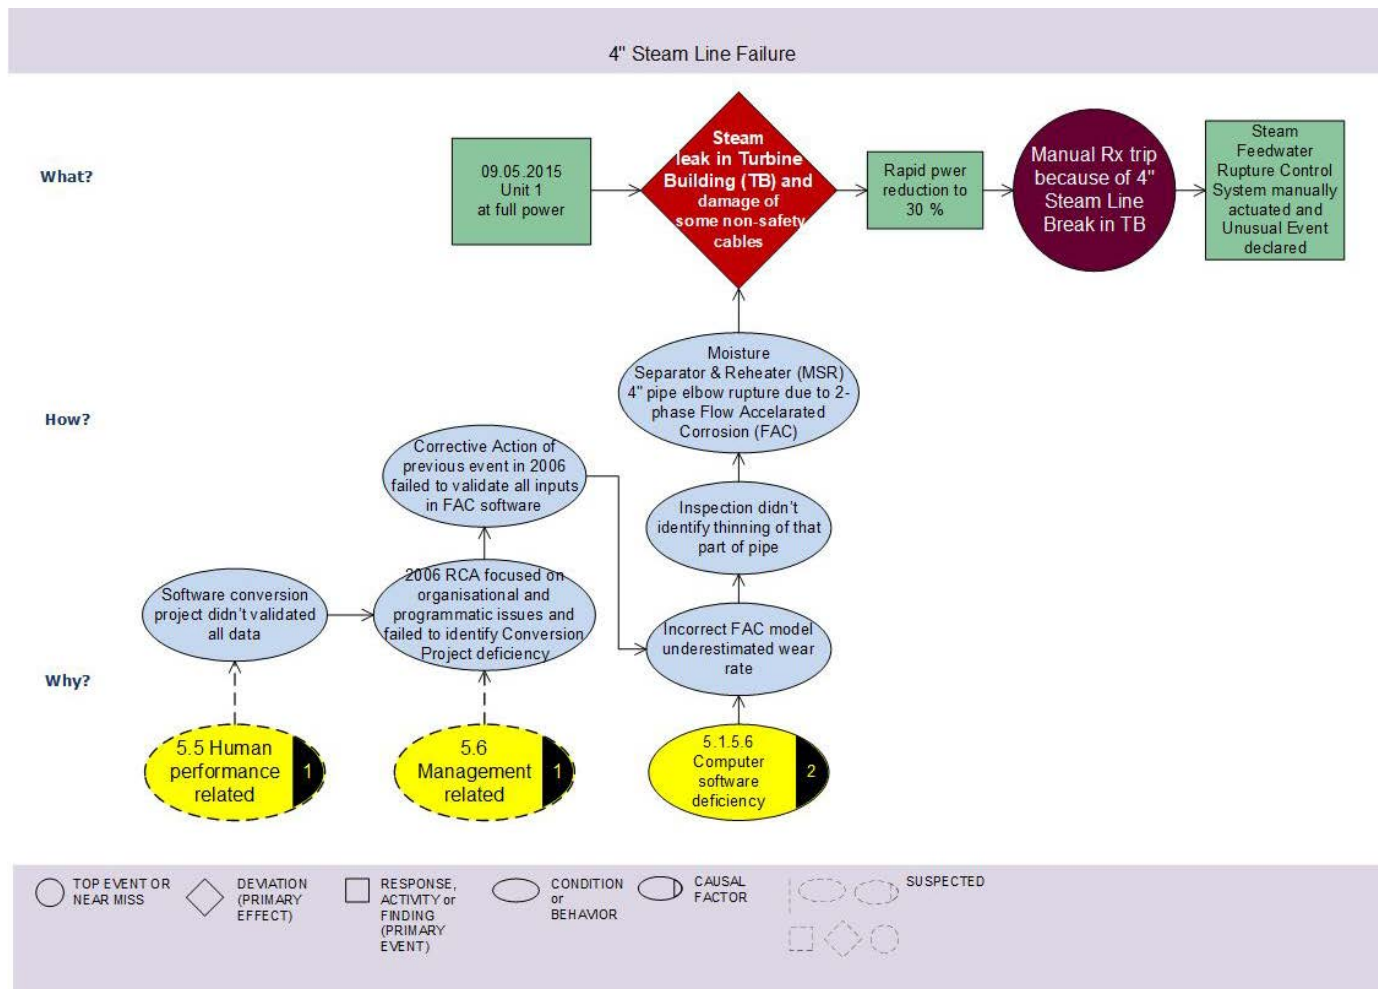 4" Steam Line Failure
What?
09.05.2015
Unit 1
at full power
Steam
leak in Turbine
Building (TB) and
damage of
some non-safety
cables
Rapid pwer
reduction to
30 %
Manual Rx trip
because of 4"
Steam Line
Break in TB
Steam
Feedwater
Rupture Control
System manually
actuated and
Unusual Event
declared
How?
Moisture
Separator & Reheater (MSR)
4" pipe elbow rupture due to 2-
phase Flow Accelarated
Corrosion (FAC)
Corrective Action of
previous event in 2006
failed to validate all inputs
in FAC software
Inspection didn't
identify thinning of that
part of pipe
Why?
Software conversion
project didn't validated
all data
2006 RCA focused on
organisational and
programmatic issues and
failed to identify Conversion
Project deficiency
Incorrect FAC model
underestimated wear
rate
5.5 Human
performance
related
1
5.6
Management
related
1
5.1.5.6
Computer
software
deficiency
2
TOP EVENT OR
NEAR MISS
DEVIATION
(PRIMARY
EFFECT)
RESPONSE,
ACTIVITY or
FINDING
(PRIMARY
EVENT)
CONDITION
or
BEHAVIOR
CAUSAL
FACTOR
SUSPECTED